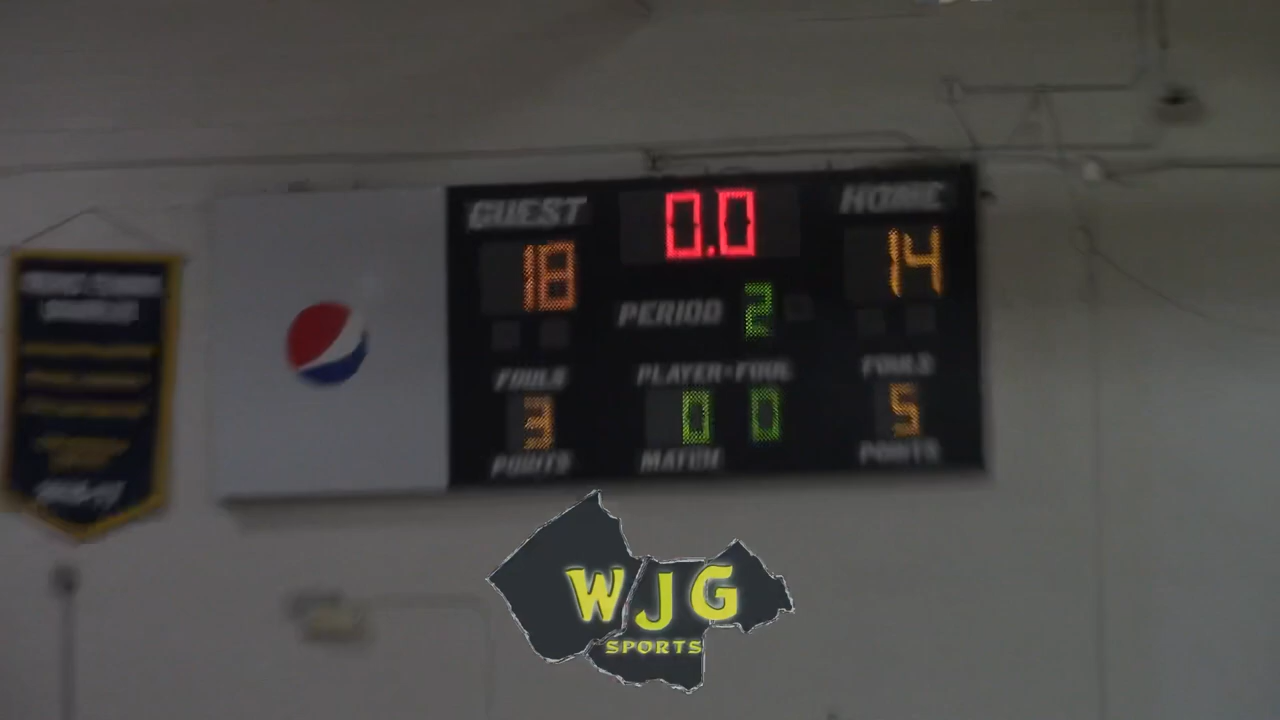 GUEST
0.0
HOME
18
14
PERIOD 2
FOULS
PLAYER-FOUL
FOULS
3
0 0
5
POINTS
MATCH
POINTS
WJG
SPORTS